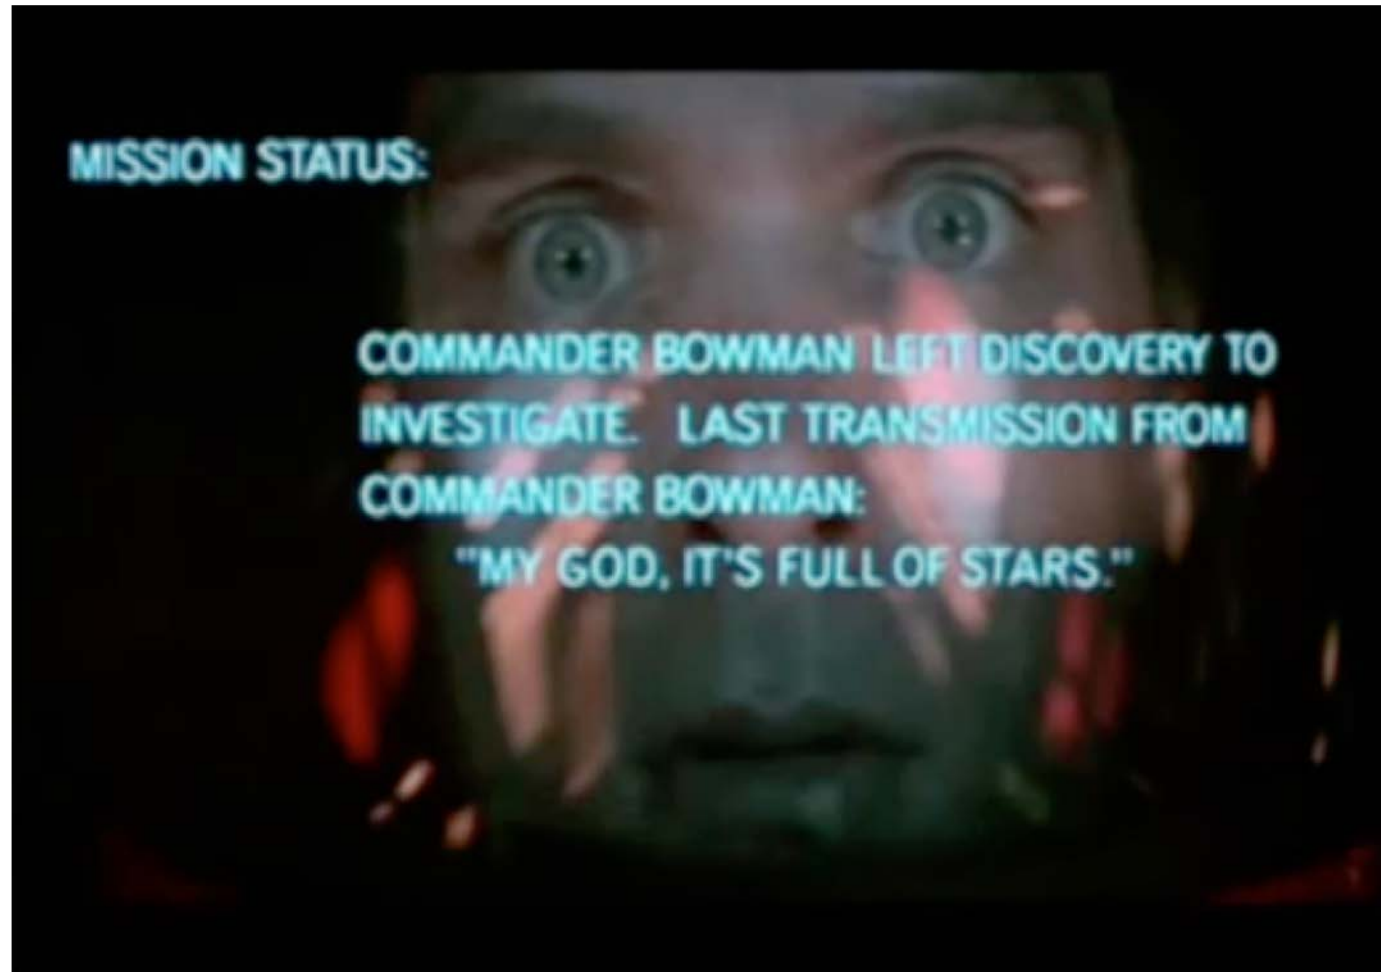 MISSION STATUS:
COMMANDER BOWMAN LEFT DISCOVERY TO
INVESTIGATE. LAST TRANSMISSION FROM
COMMANDER BOWMAN:
"MY GOD, IT'S FULL OF STARS."